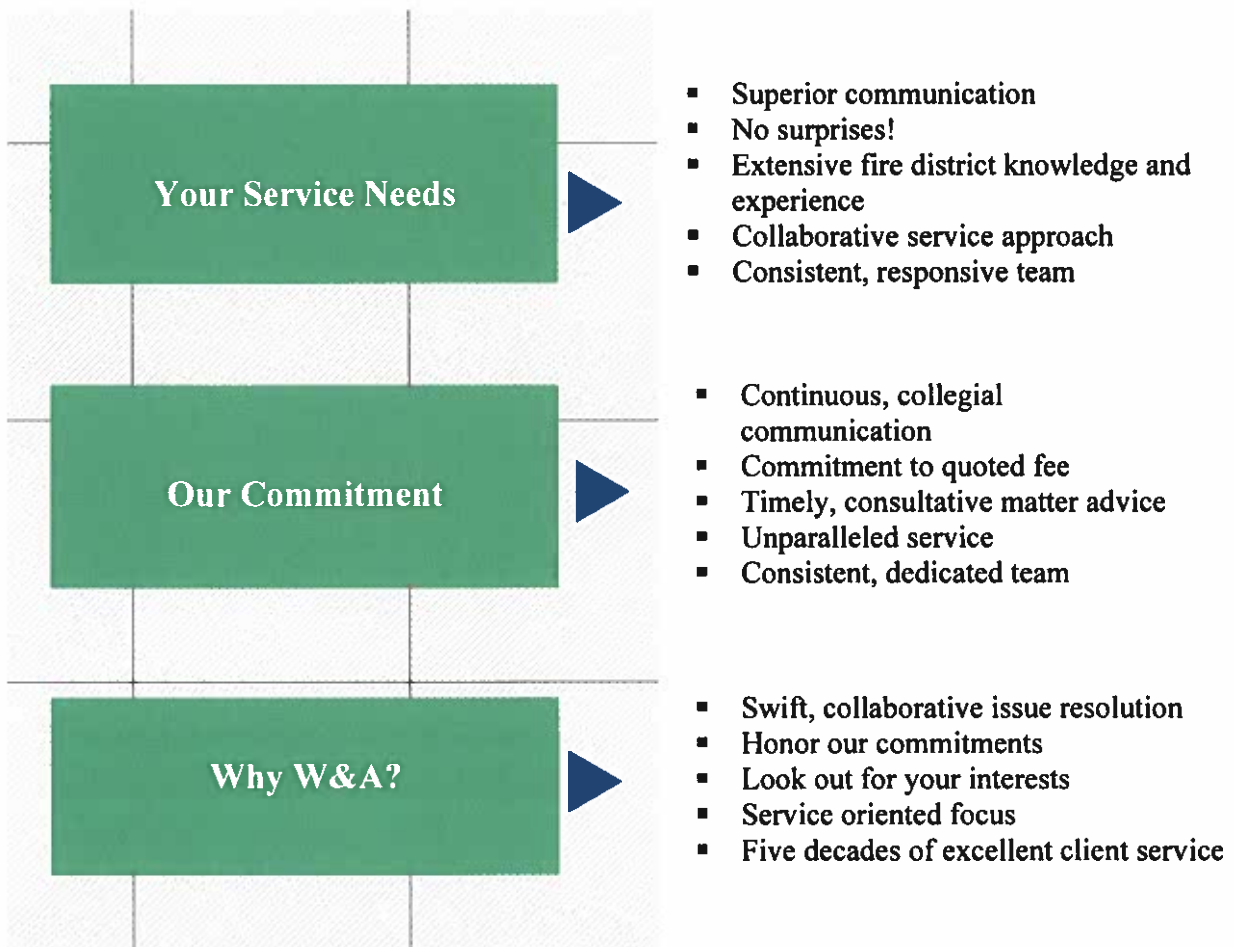 Your Service Needs
▪ Superior communication
▪ No surprises!
▪ Extensive fire district knowledge and
experience
▪ Collaborative service approach
▪ Consistent, responsive team
Our Commitment
▪ Continuous, collegial
communication
▪ Commitment to quoted fee
▪ Timely, consultative matter advice
▪ Unparalleled service
▪ Consistent, dedicated team
Why W&A?
▪ Swift, collaborative issue resolution
▪ Honor our commitments
▪ Look out for your interests
▪ Service oriented focus
▪ Five decades of excellent client service